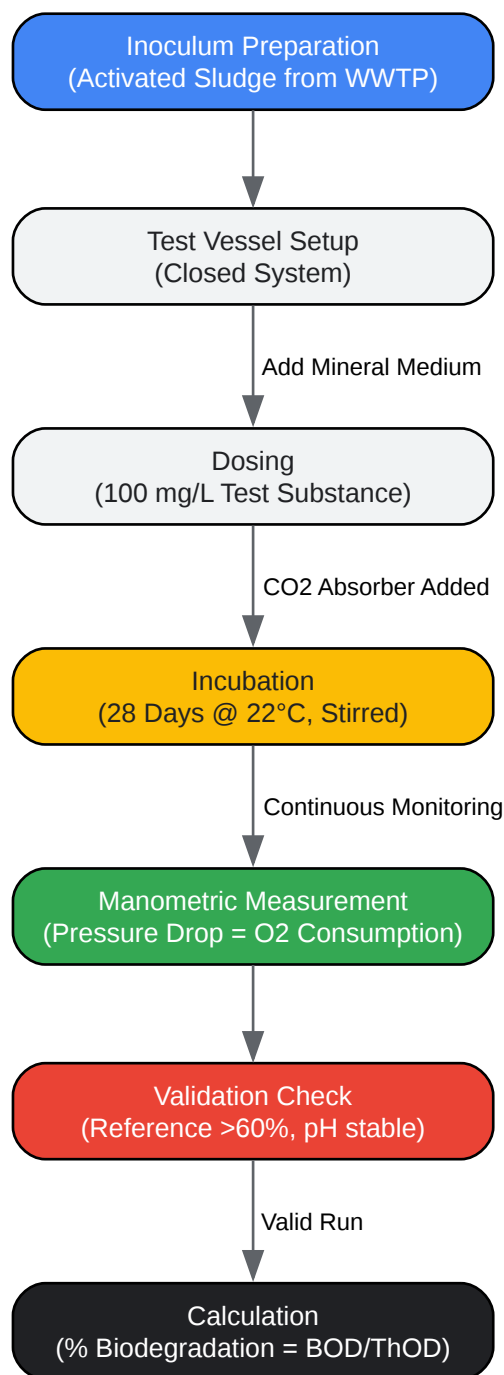 Inoculum Preparation
(Activated Sludge from WWTP)
Test Vessel Setup
(Closed System)
Add Mineral Medium
Dosing
(100 mg/L Test Substance)
CO2 Absorber Added
Incubation
(28 Days @ 22°C, Stirred)
Continuous Monitoring
Manometric Measurement
(Pressure Drop = O2 Consumption)
Validation Check
(Reference >60%, pH stable)
Valid Run
Calculation
(% Biodegradation = BOD/ThOD)